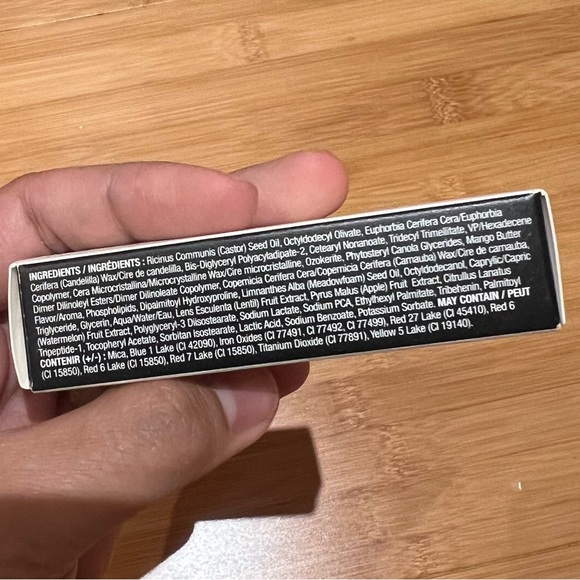 INGREDIENTS / INGRÉDIENTS : Ricinus Communis (Castor) Seed Oil, Octyldodecyl Olivate, Euphorbia Cerifera Cera/Euphorbia
Cerifera (Candelilla) Wax/Cire de candelilla, Bis-Diglyceryl Polyacyladipate-2, Cetearyl Nonanoate, Tridecyl Trimellitate, VP/Hexadecene
Copolymer, Cera Microcristallina/Microcrystalline Wax/Cire microcristalline, Ozokerite, Phytosteryl Canola Glycerides, Mango Butter
Dimer Dilinoleyl Esters/Dimer Dilinoleate Copolymer, Copernicia Cerifera Cera/Copernicia Cerifera (Carnauba) Wax/Cire de carnauba,
Flavor/Aroma, Phospholipids, Dipalmitoyl Hydroxyproline, Limnanthes Alba (Meadowfoam) Seed Oil, Octyldodecanol, Caprylic/Capric
Triglyceride, Glycerin, Aqua/Water/Eau, Lens Esculenta (Lentil) Fruit Extract, Pyrus Malus (Apple) Fruit Extract, Citrullus Lanatus
(Watermelon) Fruit Extract, Polyglyceryl-3 Diisostearate, Sodium Lactate, Sodium PCA, Ethylhexyl Palmitate, Tribehenin, Palmitoyl
Tripeptide-1, Tocopheryl Acetate, Sorbitan Isostearate, Lactic Acid, Sodium Benzoate, Potassium Sorbate. MAY CONTAIN / PEUT
CONTENIR (+/-) : Mica, Blue 1 Lake (CI 42090), Iron Oxides (CI 77491, CI 77492, CI 77499), Red 27 Lake (CI 45410), Red 6
(CI 15850), Red 6 Lake (CI 15850), Red 7 Lake (CI 15850), Titanium Dioxide (CI 77891), Yellow 5 Lake (CI 19140).